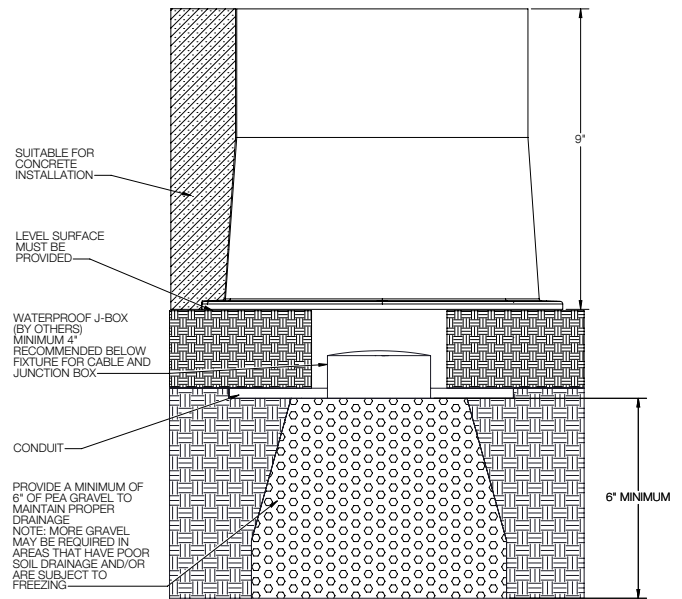 9"
SUITABLE FOR
CONCRETE
INSTALLATION
LEVEL SURFACE
MUST BE
PROVIDED
WATERPROOF J-BOX
(BY OTHERS)
MINIMUM 4"
RECOMMENDED BELOW
FIXTURE FOR CABLE AND
JUNCTION BOX
CONDUIT
PROVIDE A MINIMUM OF
6" OF PEA GRAVEL TO
MAINTAIN PROPER
DRAINAGE
NOTE: MORE GRAVEL
MAY BE REQUIRED IN
AREAS THAT HAVE POOR
SOIL DRAINAGE AND/OR
ARE SUBJECT TO
FREEZING
6" MINIMUM